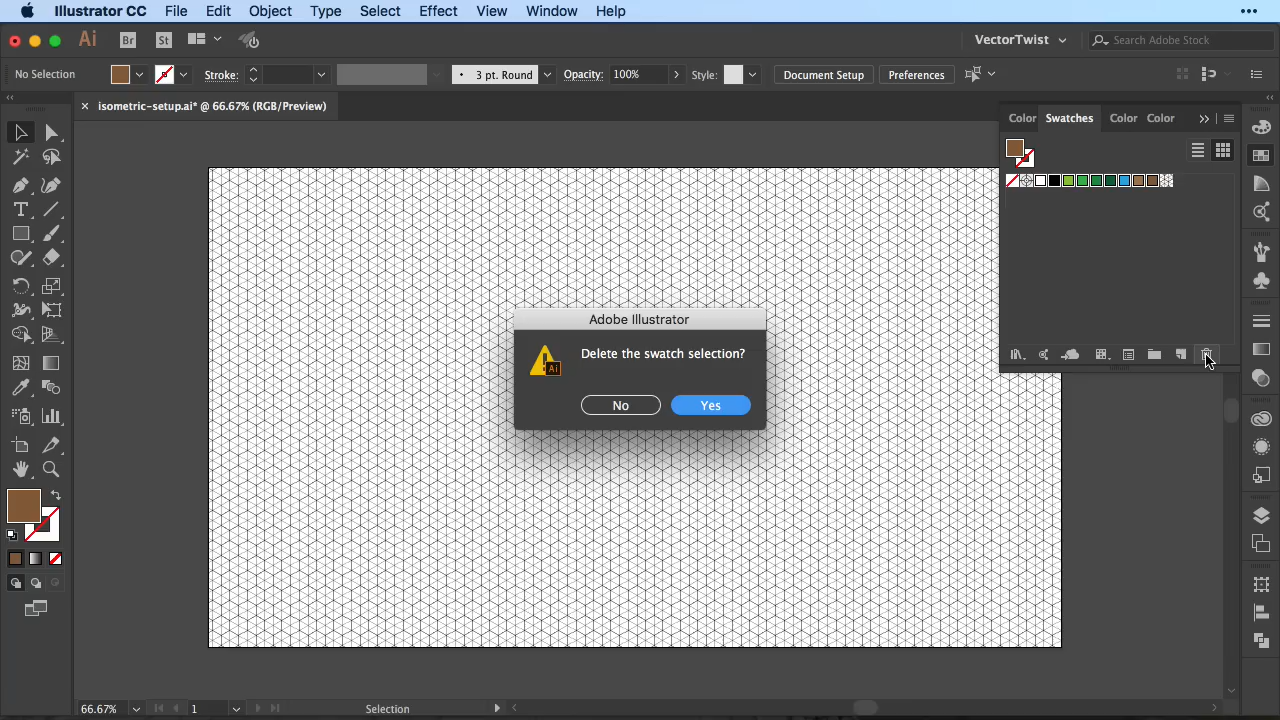 Illustrator CC File Edit Object Type Select Effect View Window Help
Ai Br St VectorTwist Search Adobe Stock
No Selection Stroke: 3 pt. Round Opacity: 100% Style: Document Setup Preferences
isometric-setup.ai* @ 66.67% (RGB/Preview)
Color Swatches Color Color
Adobe Illustrator
Delete the swatch selection?
Ai
No Yes
66.67% 1 Selection